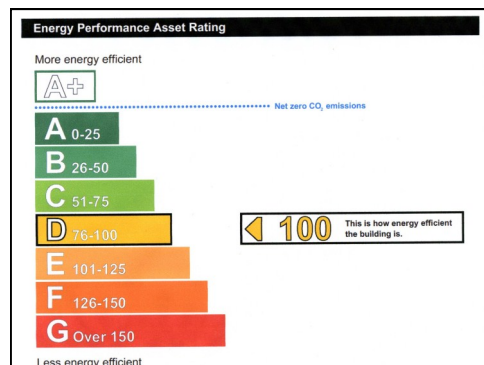 Energy Performance Asset Rating
More energy efficient
A+
Net zero CO₂ emissions
A 0-25
B 26-50
C 51-75
D 76-100
100 This is how energy efficient
the building is.
E 101-125
F 126-150
G Over 150
Less energy efficient